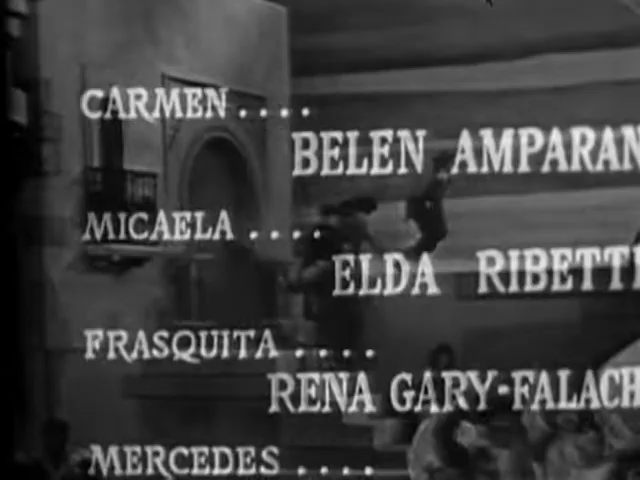 CARMEN....
BELEN AMPARAN
MICAELA ....
ELDA RIBETTI
FRASQUITA ....
RENA GARY-FALACH
MERCEDES ....